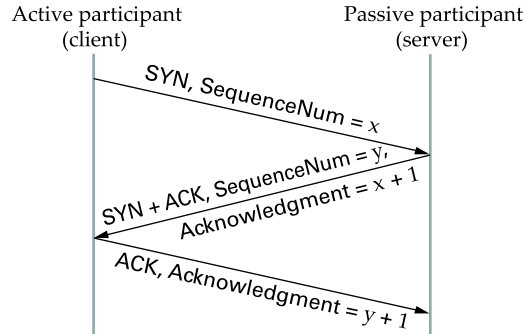 Active participant
(client)
Passive participant
(server)
SYN, SequenceNum = x
SYN + ACK, SequenceNum = y,
Acknowledgment = x + 1
ACK, Acknowledgment = y + 1